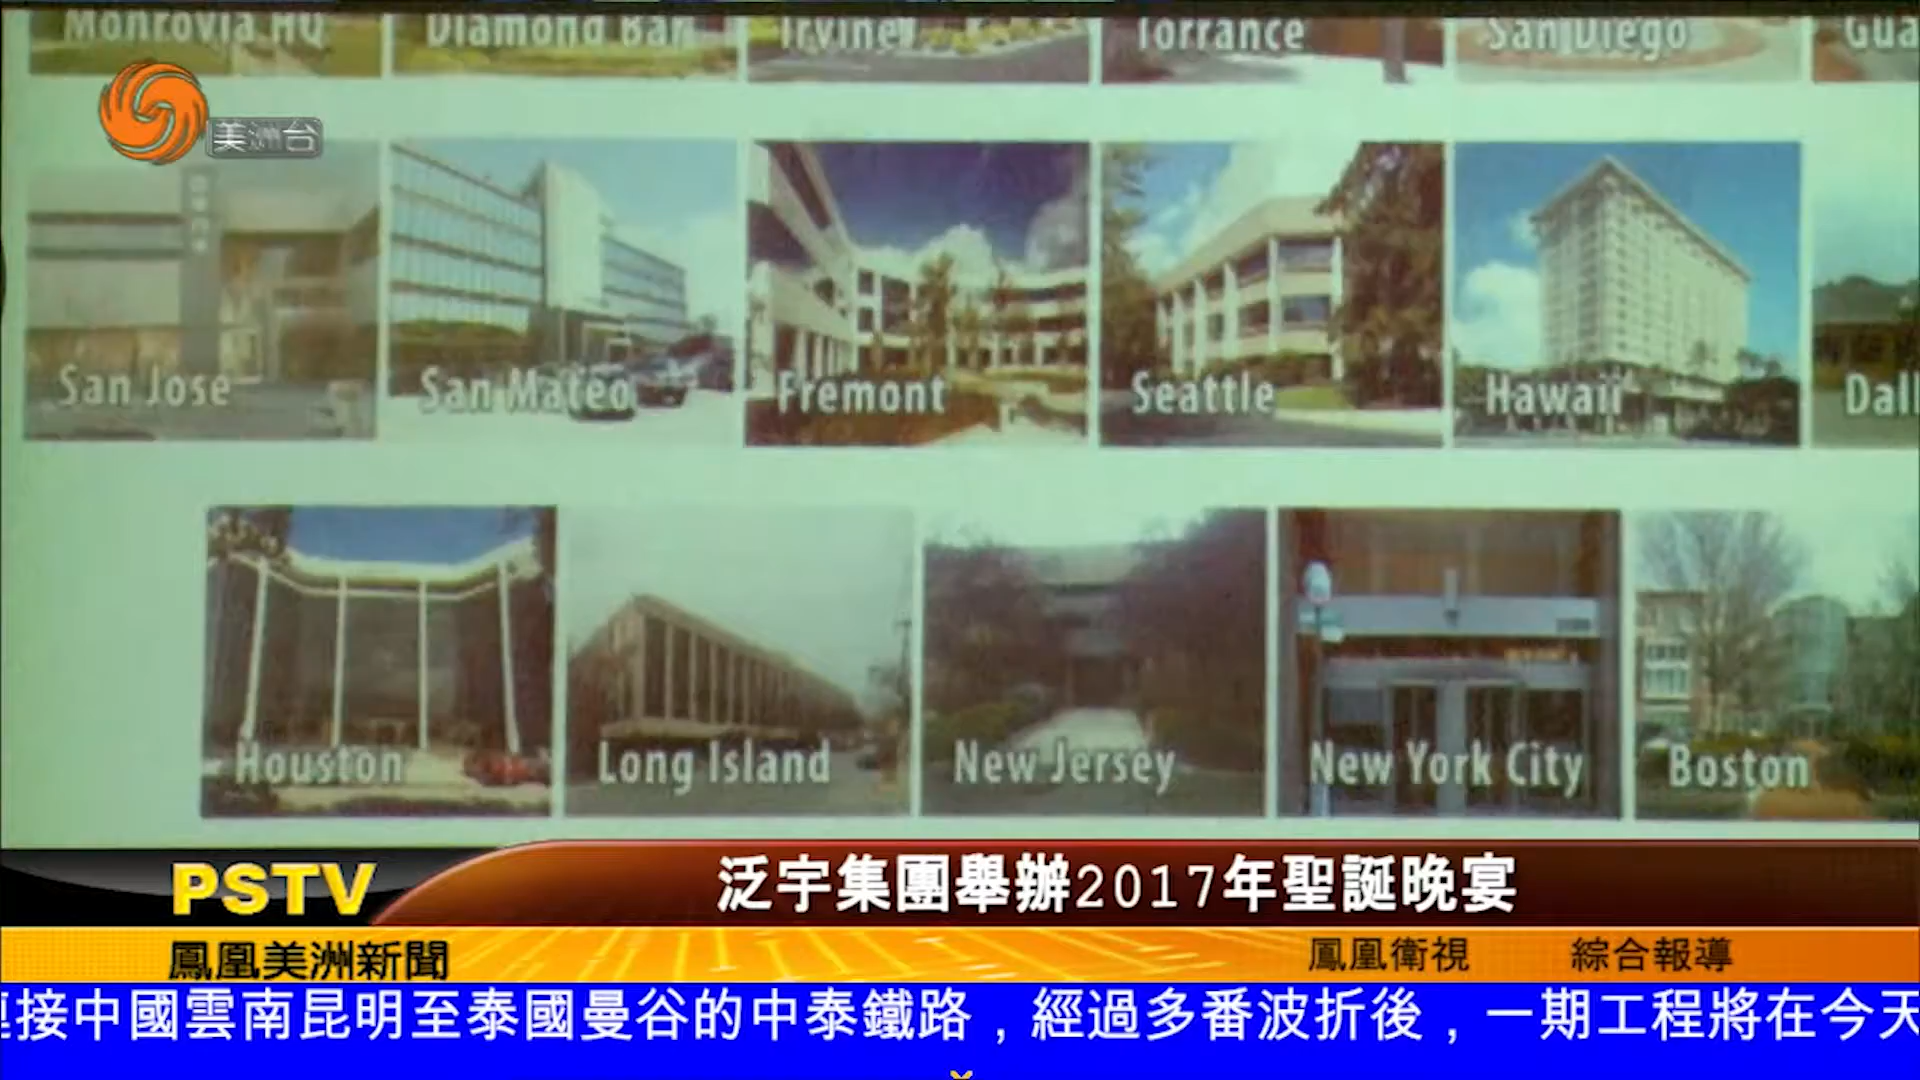 Monrovia HQ
Diamond Bar
Irvine
Torrance
San Diego
美洲台
San Jose
San Mateo
Fremont
Seattle
Hawaii
Dall
Houston
Long Island
New Jersey
New York City
Boston
PSTV
泛宇集團舉辦2017年聖誕晚宴
鳳凰美洲新聞
鳳凰衛視
綜合報導
連接中國雲南昆明至泰國曼谷的中泰鐵路，經過多番波折後，一期工程將在今天